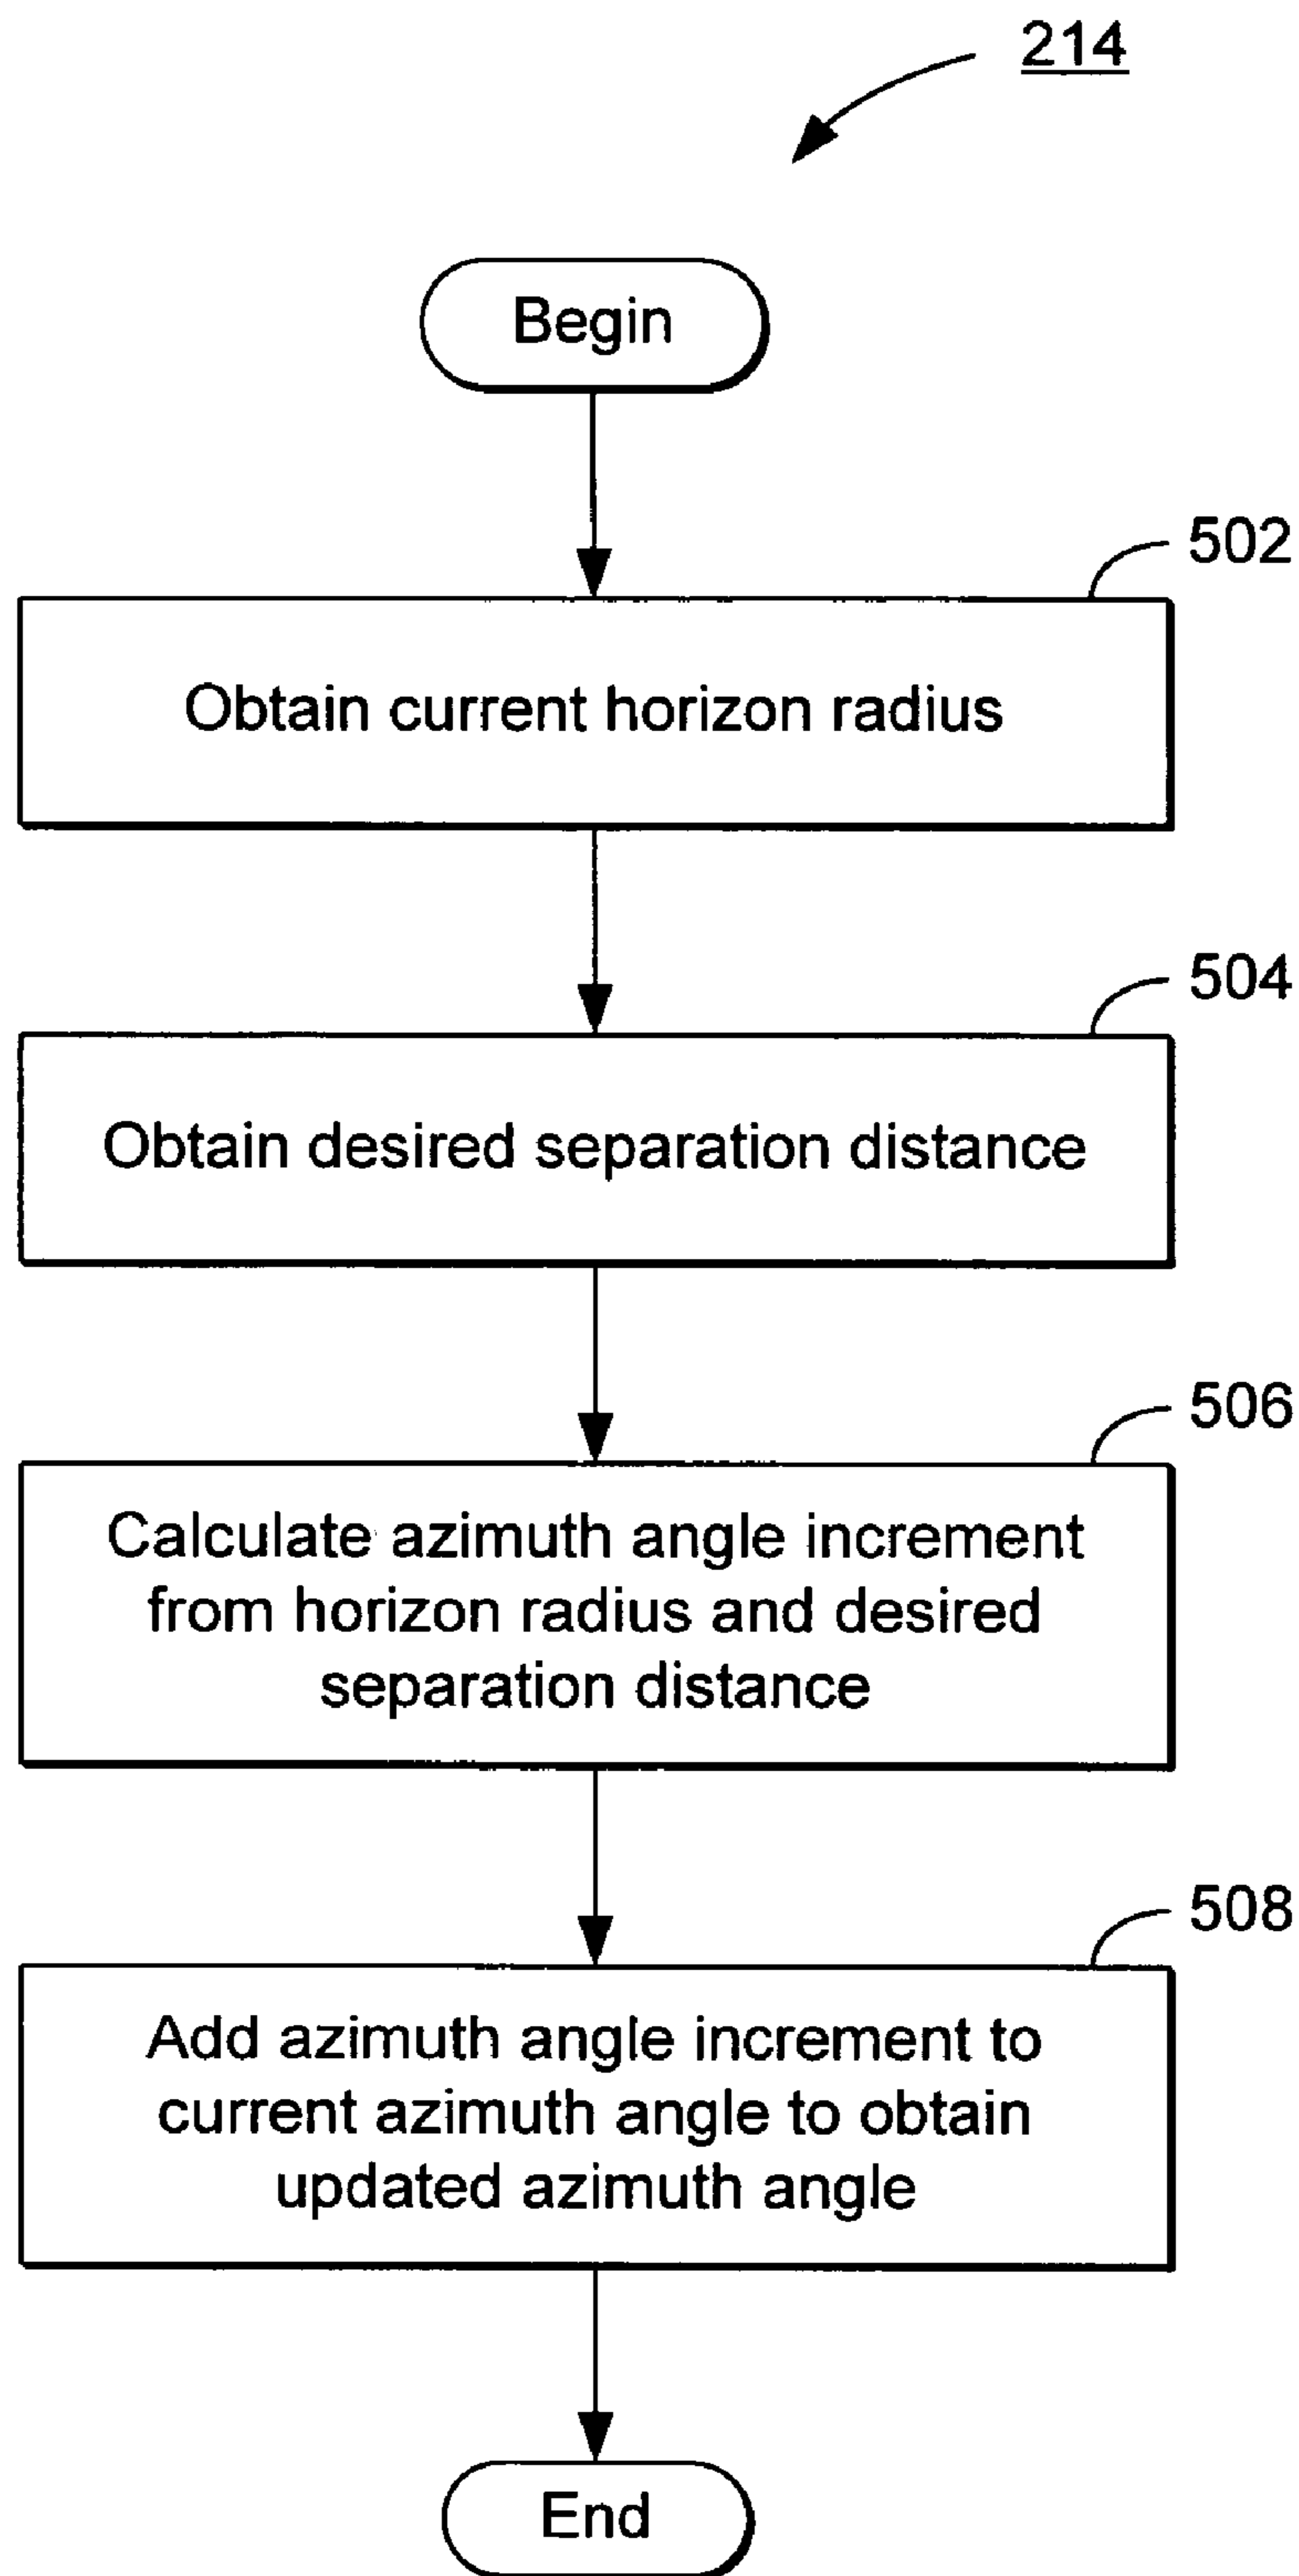 214
Begin
502
Obtain current horizon radius
504
Obtain desired separation distance
506
Calculate azimuth angle increment
from horizon radius and desired
separation distance
508
Add azimuth angle increment to
current azimuth angle to obtain
updated azimuth angle
End